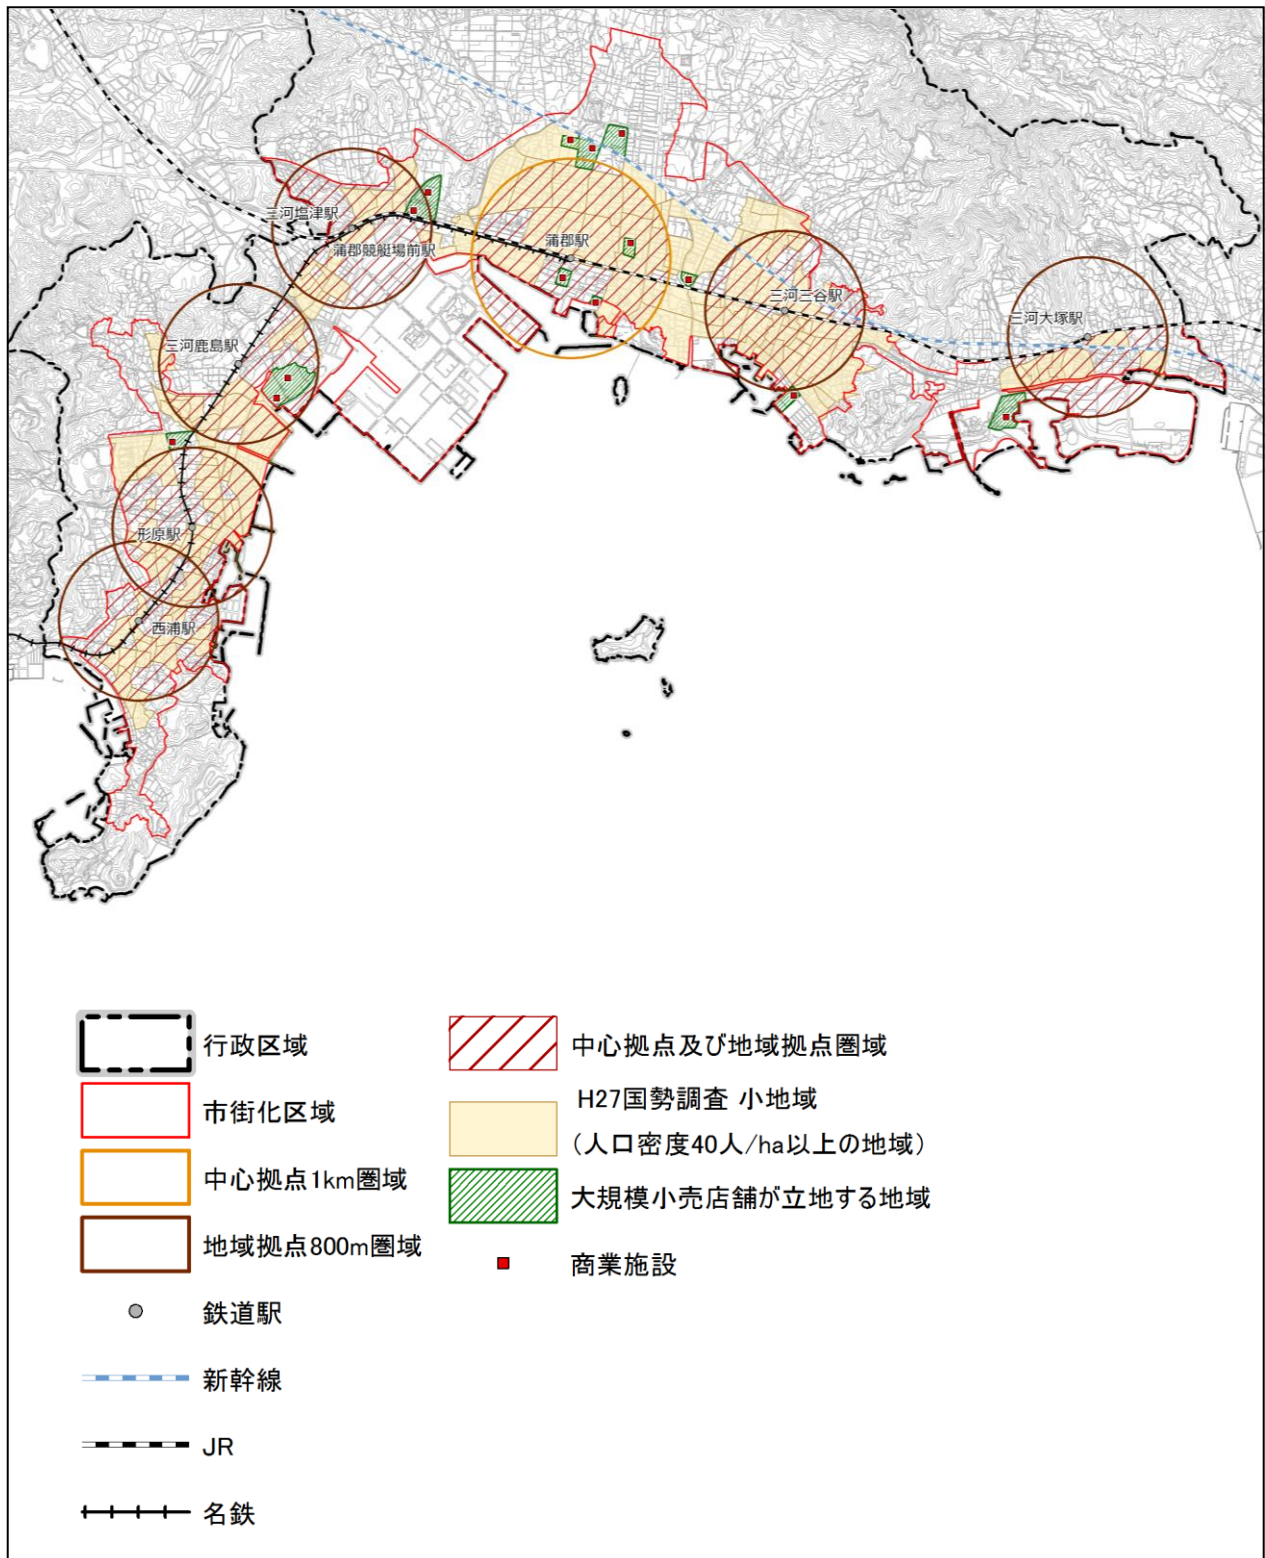 三河塩津駅
蒲郡競艇場前駅
蒲郡駅
三河三谷駅
三河大塚駅
三河鹿島駅
形原駅
西浦駅
行政区域
市街化区域
中心拠点1km圏域
地域拠点800m圏域
鉄道駅
新幹線
JR
名鉄
中心拠点及び地域拠点圏域
H27国勢調査 小地域
（人口密度40人/ha以上の地域）
大規模小売店舗が立地する地域
商業施設